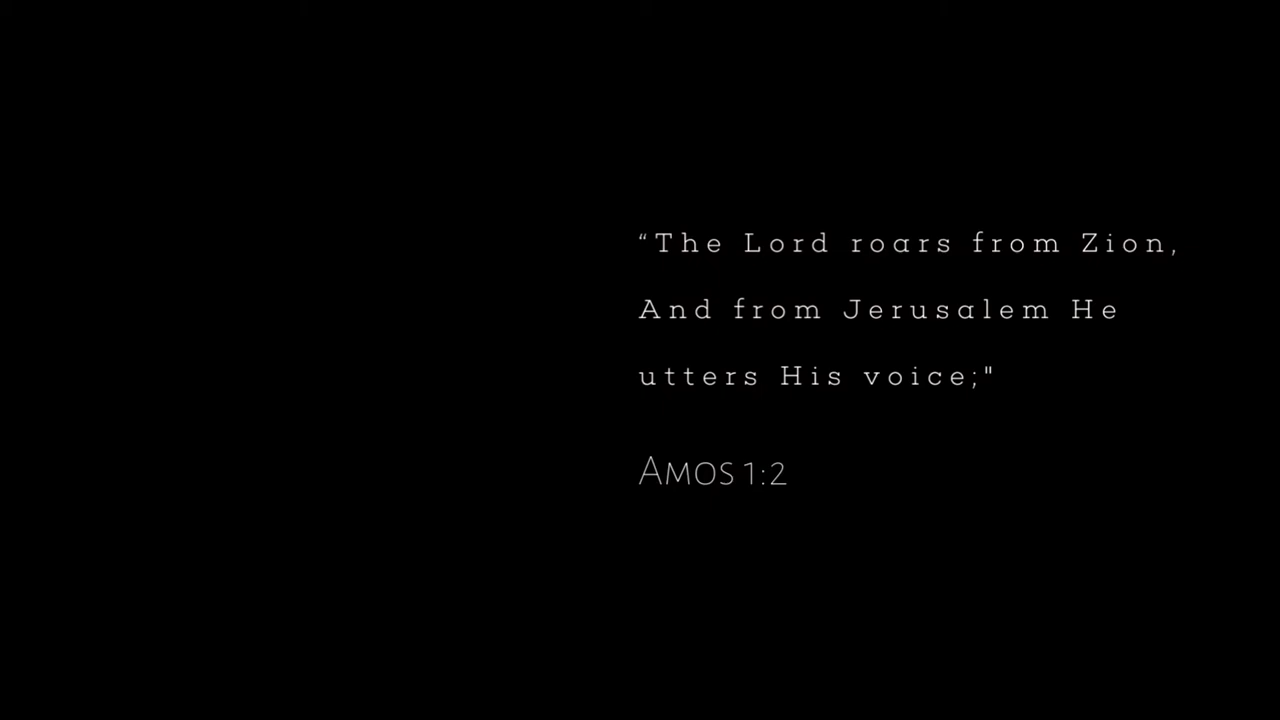 “The Lord roars from Zion,
And from Jerusalem He
utters His voice;"
Amos 1:2